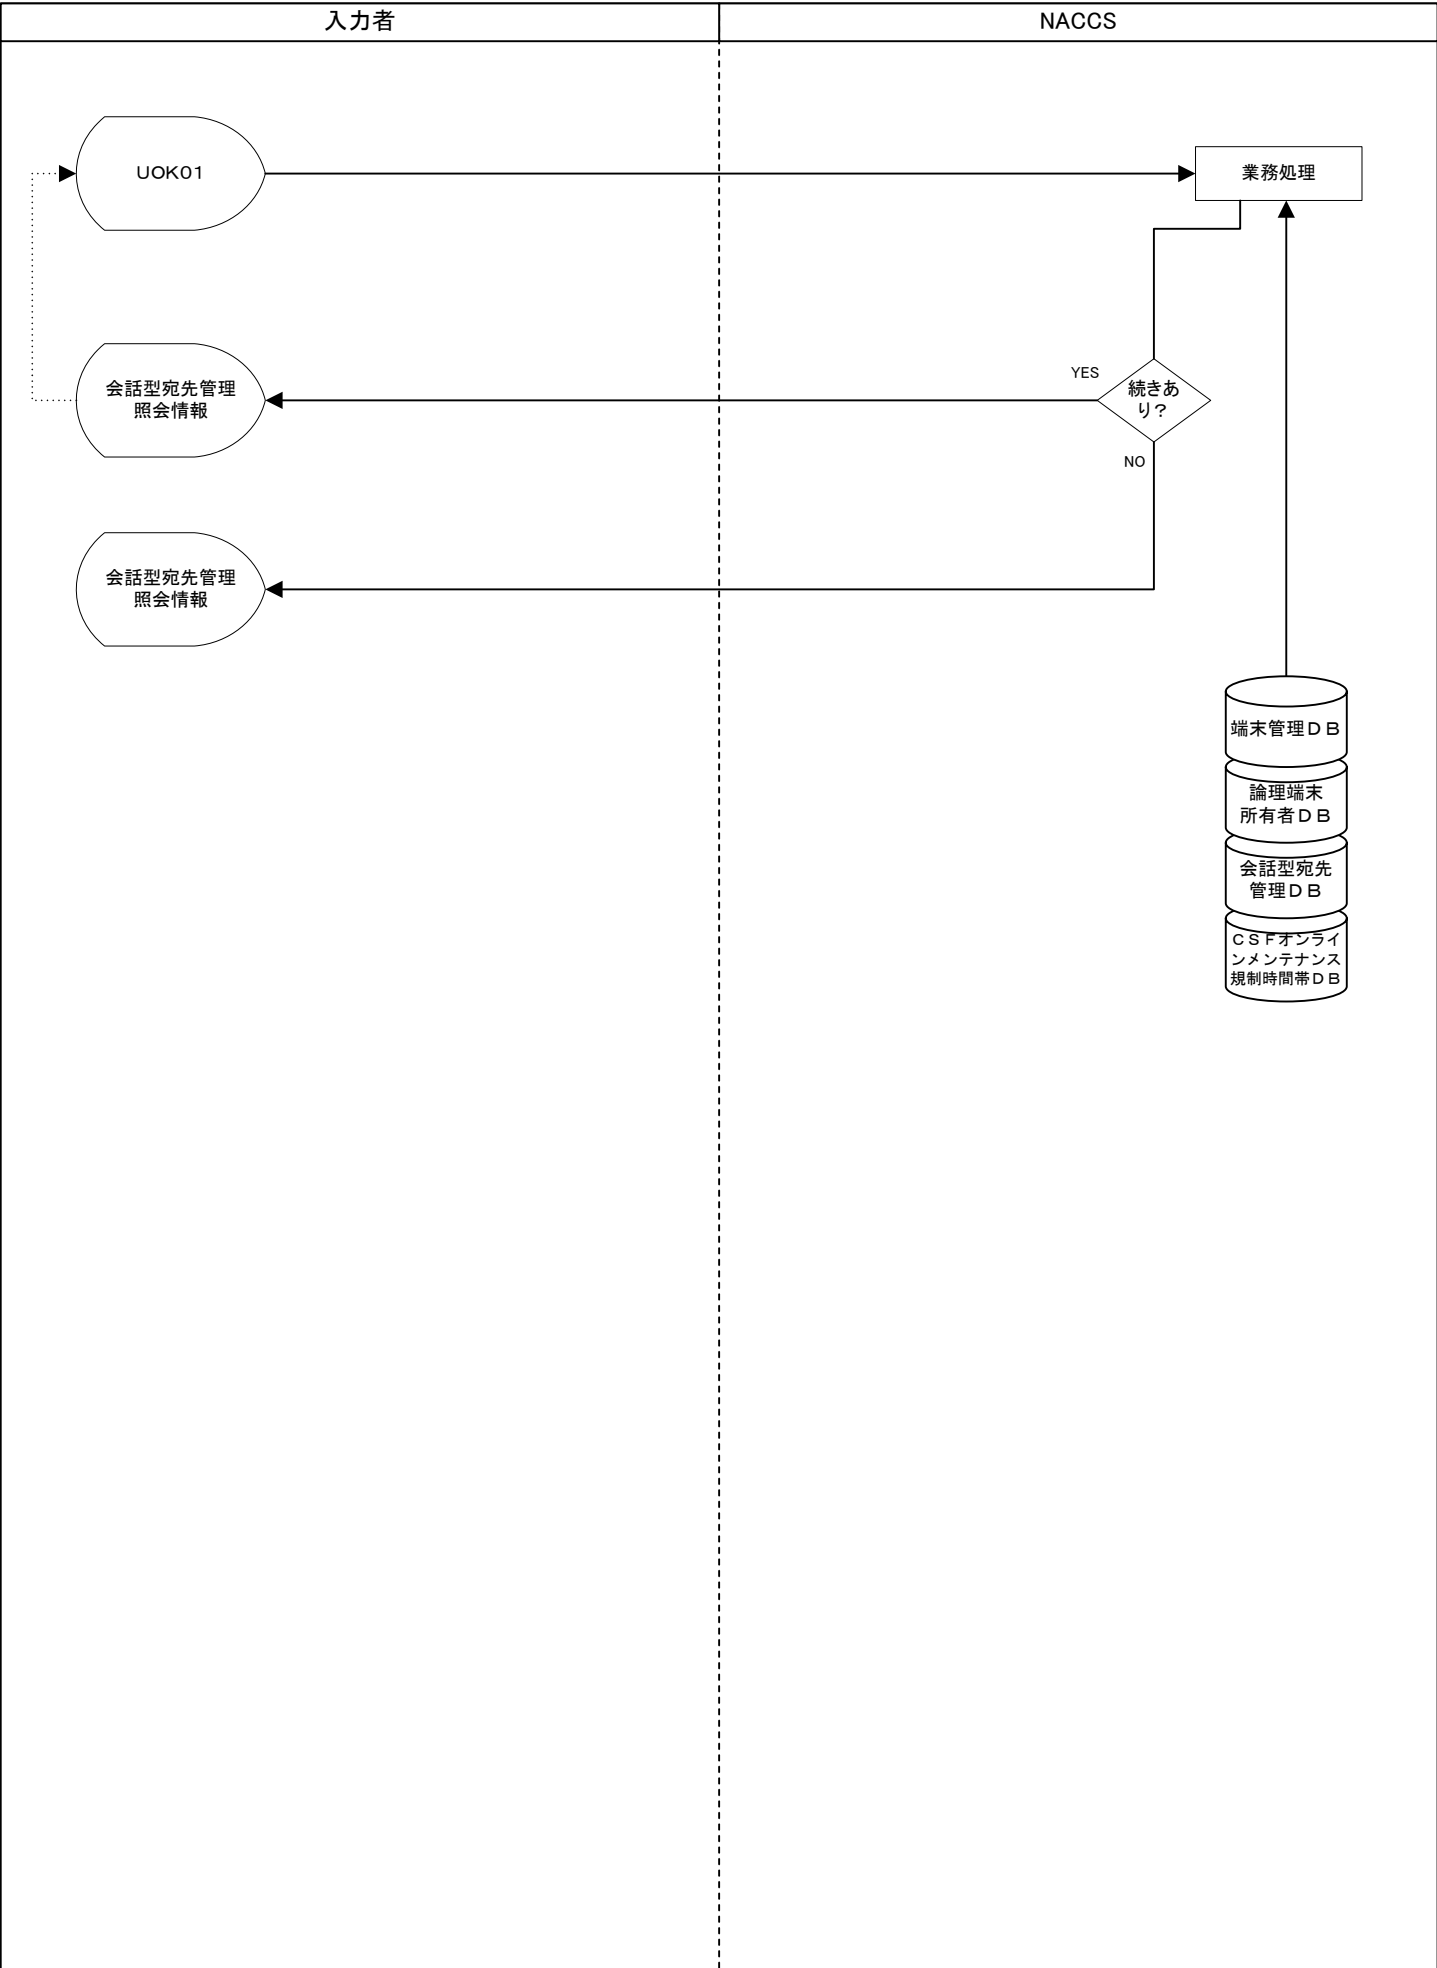 入力者
NACCS
UOK01
業務処理
YES
会話型宛先管理
照会情報
続きあ
り?
NO
会話型宛先管理
照会情報
端末管理DB
論理端末
所有者DB
会話型宛先
管理DB
CSFオンライ
ンメンテナンス
規制時間帯DB